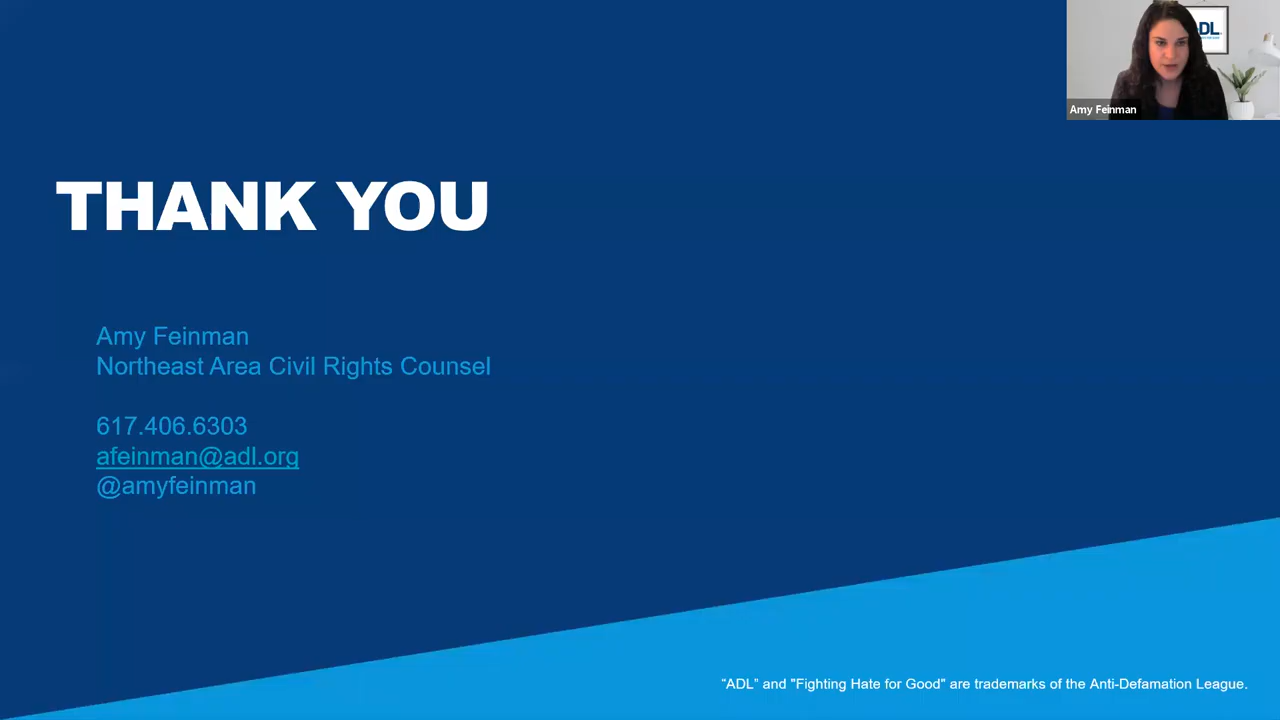 DL
Amy Feinman
THANK YOU
Amy Feinman
Northeast Area Civil Rights Counsel
617.406.6303
afeinman@adl.org
@amyfeinman
“ADL” and "Fighting Hate for Good" are trademarks of the Anti-Defamation League.